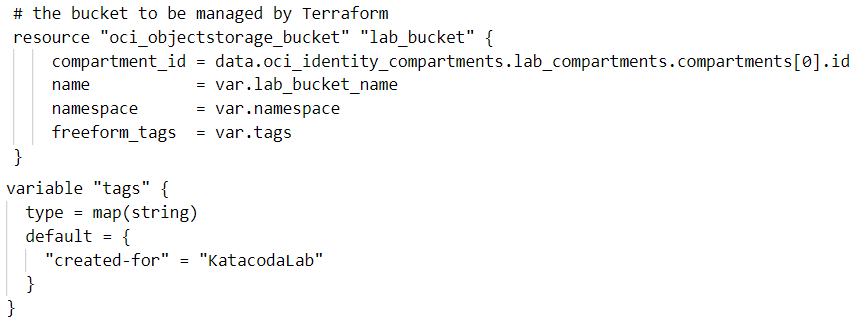 # the bucket to be managed by Terraform
resource "oci_objectstorage_bucket" "lab_bucket" {
    compartment_id = data.oci_identity_compartments.lab_compartments.compartments[0].id
    name           = var.lab_bucket_name
    namespace      = var.namespace
    freeform_tags  = var.tags
}
variable "tags" {
  type = map(string)
  default = {
    "created-for" = "KatacodaLab"
  }
}